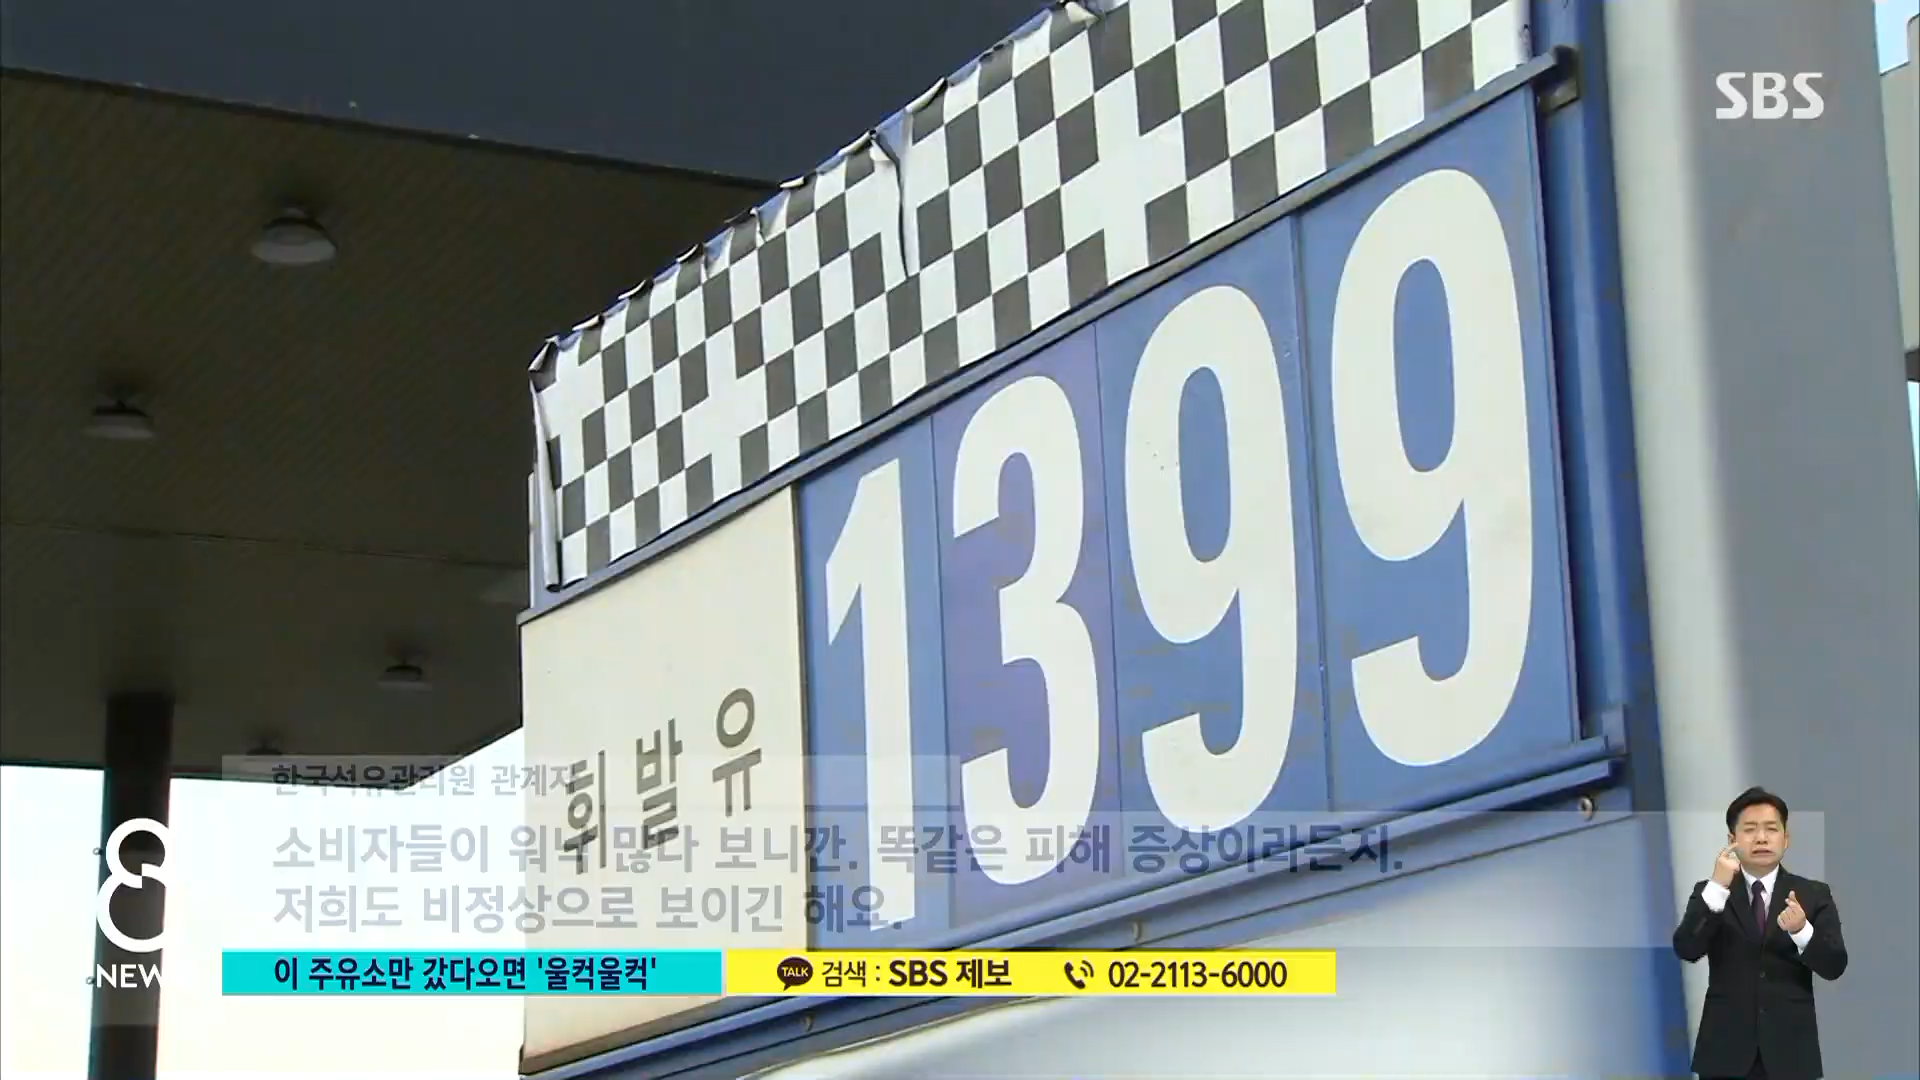 SBS
휘발유
1399
한국석유관리원 관계자
소비자들이 워낙 많다 보니깐. 똑같은 피해 증상이라든지.
저희도 비정상으로 보이긴 해요.
8 NEWS
이 주유소만 갔다오면 '울컥울컥'
TALK 검색 : SBS 제보 02-2113-6000